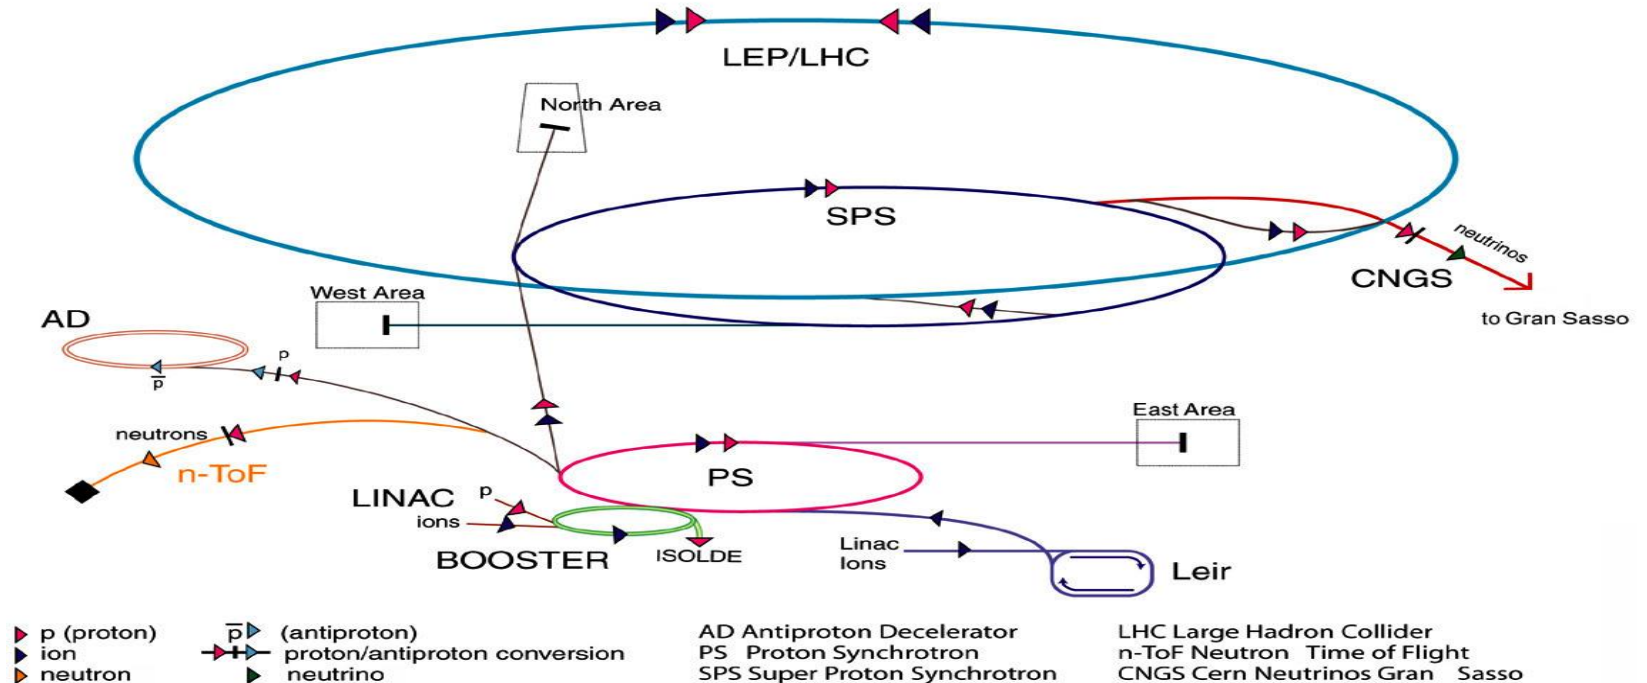 LEP/LHC
North Area
SPS
neutrinos
CNGS
to Gran Sasso
West Area
AD
p
p̅
neutrons
n-ToF
East Area
PS
LINAC
p
ions
BOOSTER
ISOLDE
Linac
Ions
Leir
p (proton)
ion
neutron
p̅ (antiproton)
proton/antiproton conversion
neutrino
AD Antiproton Decelerator
PS Proton Synchrotron
SPS Super Proton Synchrotron
LHC Large Hadron Collider
n-ToF Neutron Time of Flight
CNGS Cern Neutrinos Gran Sasso